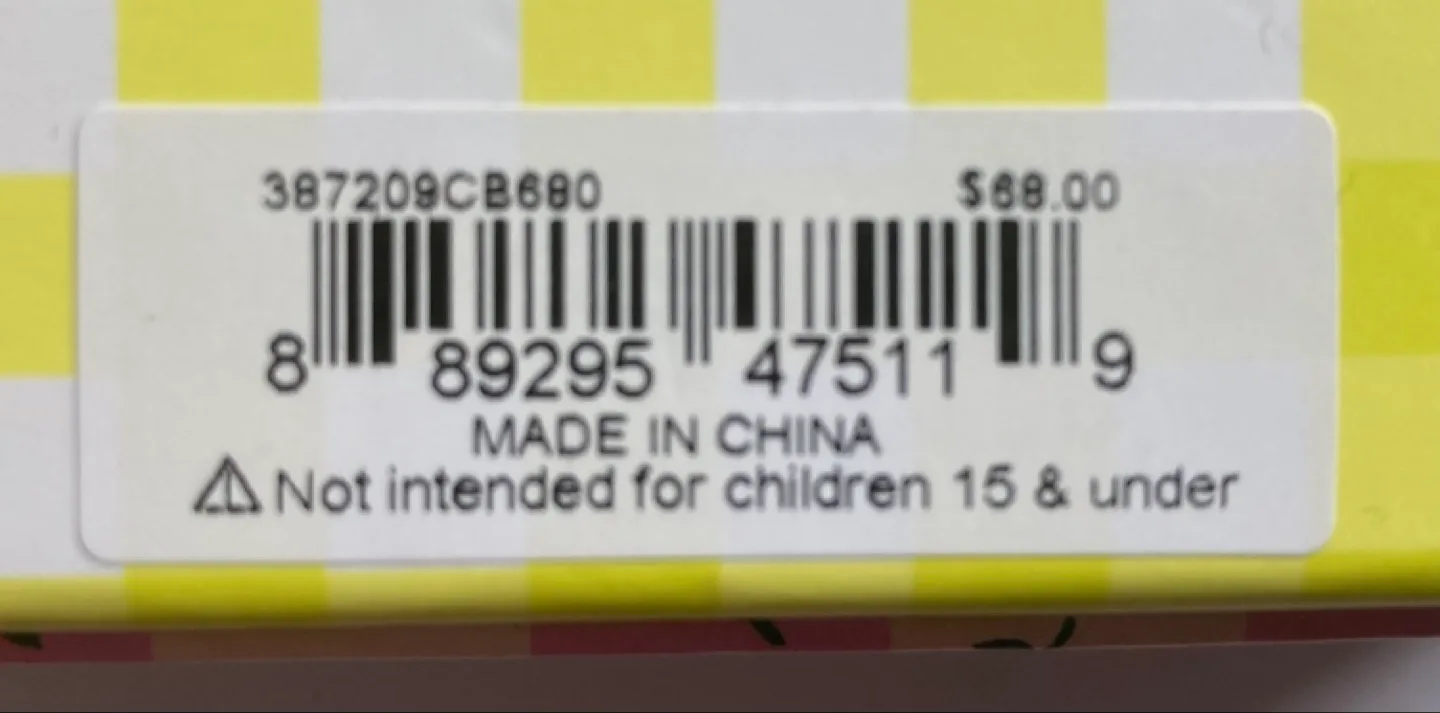 387209CB680 $68.00
8 89295 47511 9
MADE IN CHINA
⚠Not intended for children 15 & under